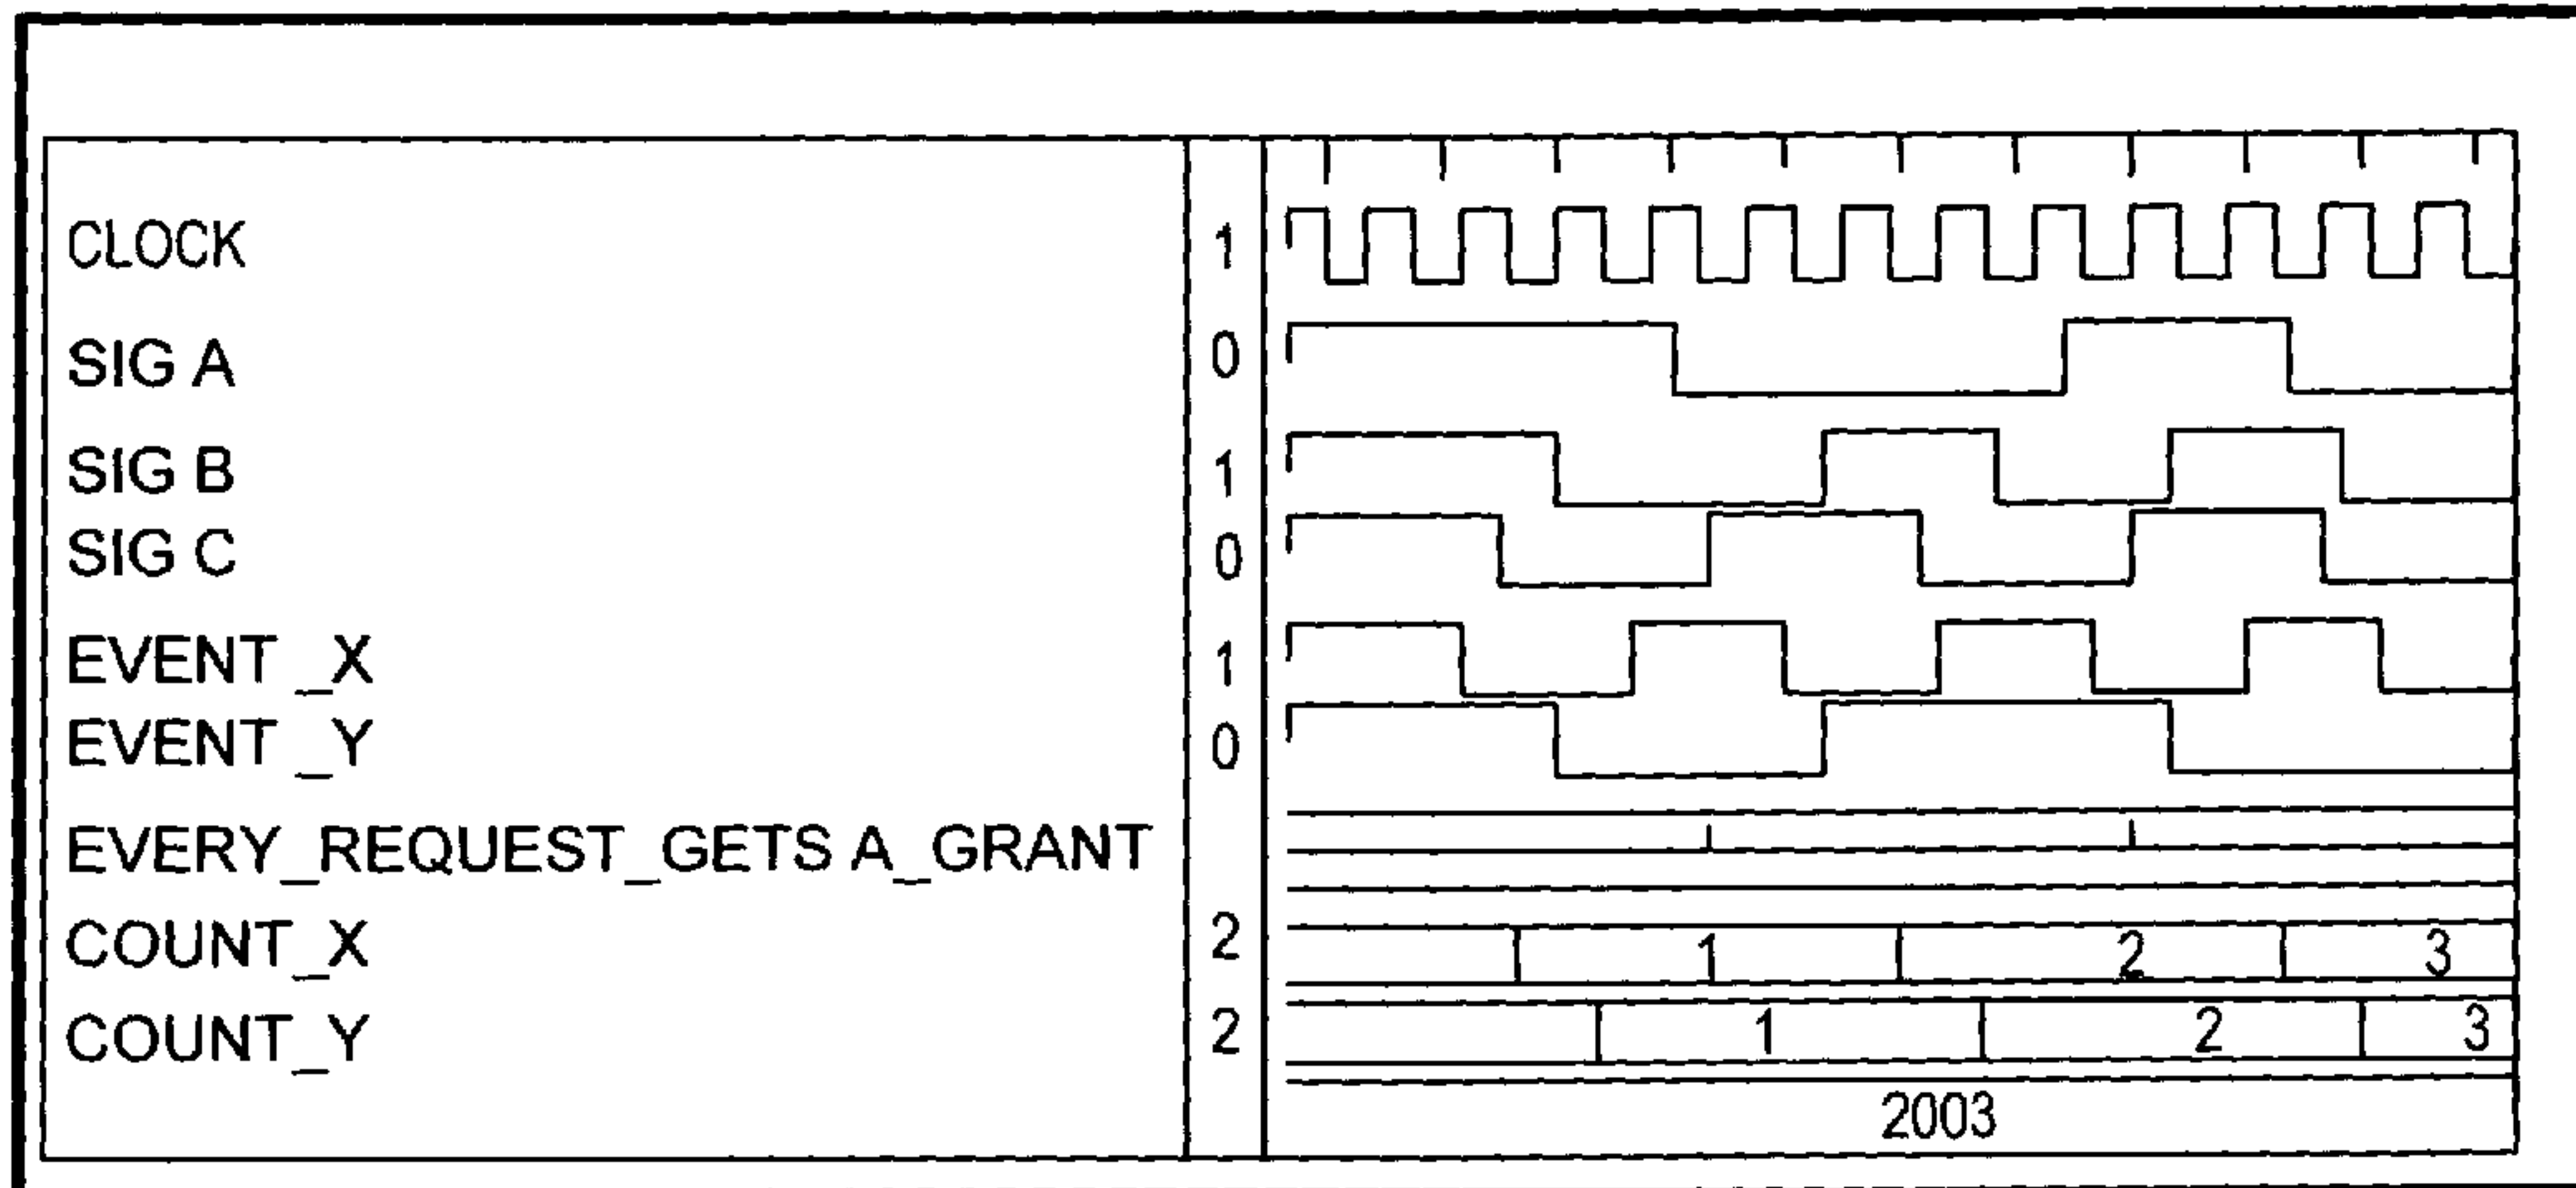 CLOCK 1
SIG A 0
SIG B 1
SIG C 0
EVENT _X 1
EVENT _Y 0
EVERY_REQUEST_GETS A_GRANT
COUNT_X 2 1 2 3
COUNT_Y 2 1 2 3
2003